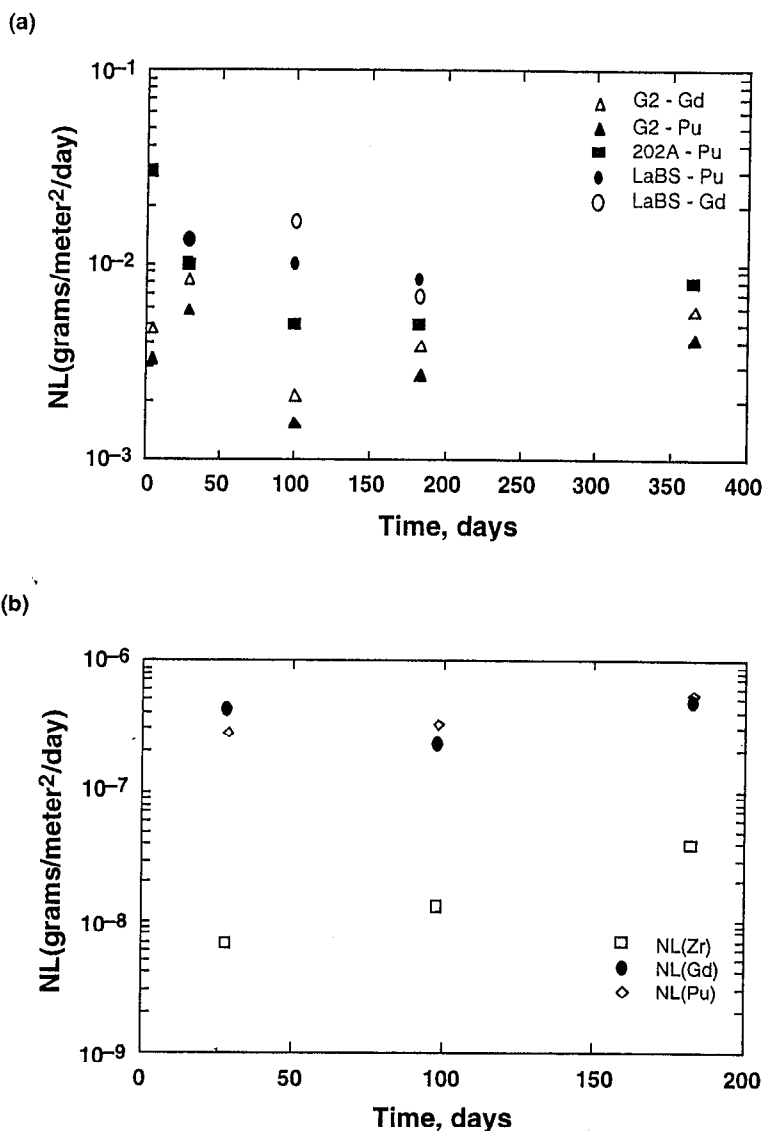 (a)
10–1
10–2
10–3
NL(grams/meter2/day)
G2 - Gd
G2 - Pu
202A - Pu
LaBS - Pu
LaBS - Gd
0 50 100 150 200 250 300 350 400
Time, days
(b)
10–6
10–7
10–8
10–9
NL(grams/meter2/day)
NL(Zr)
NL(Gd)
NL(Pu)
0 50 100 150 200
Time, days